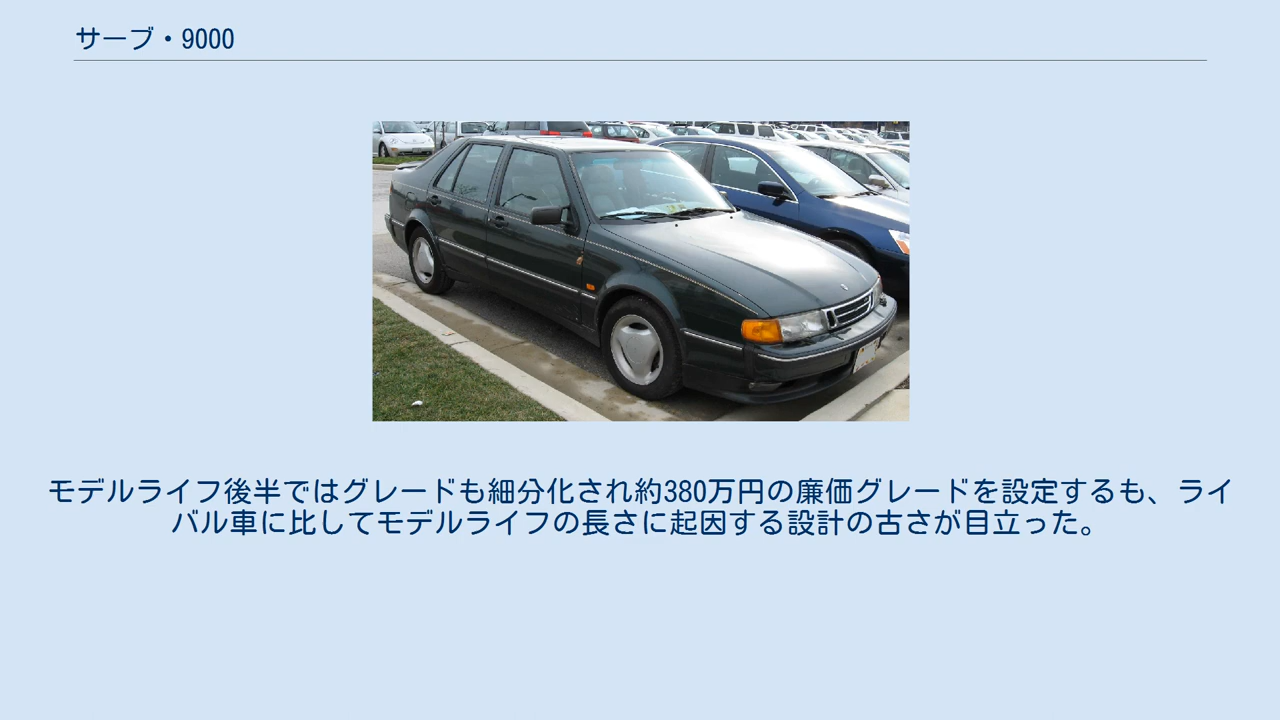 サーブ・9000
モデルライフ後半ではグレードも細分化され約380万円の廉価グレードを設定するも、ライ
バル車に比してモデルライフの長さに起因する設計の古さが目立った。